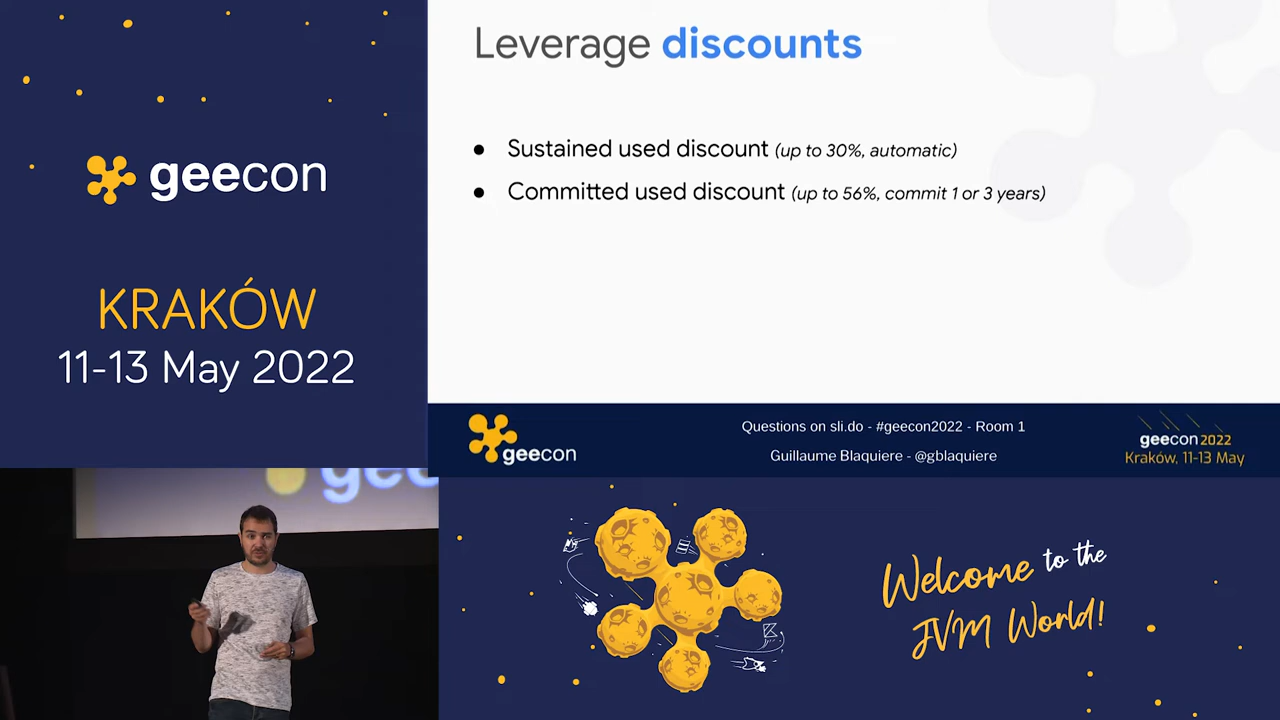 geecon
KRAKÓW
11-13 May 2022
Leverage discounts
Sustained used discount (up to 30%, automatic)
Committed used discount (up to 56%, commit 1 or 3 years)
geecon
Questions on sli.do - #geecon2022 - Room 1
Guillaume Blaquiere - @gblaquiere
geecon 2022
Kraków, 11-13 May
Welcome to the
JVM World!